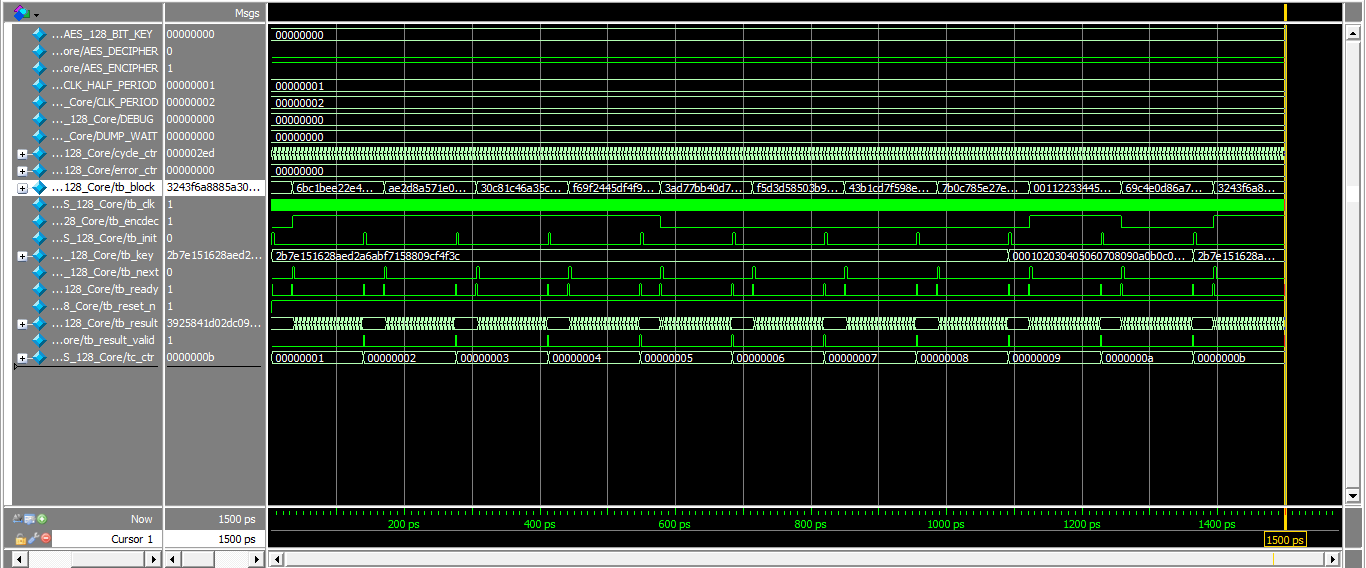 Msgs
...AES_128_BIT_KEY 00000000 00000000
...ore/AES_DECIPHER 0
...ore/AES_ENCIPHER 1
...CLK_HALF_PERIOD 00000001 00000001
..._Core/CLK_PERIOD 00000002 00000002
..._128_Core/DEBUG 00000000 00000000
..._Core/DUMP_WAIT 00000000 00000000
...128_Core/cycle_ctr 000002ed
...128_Core/error_ctr 00000000 00000000
...128_Core/tb_block 3243f6a8885a30... 6bc1bee22e4... ae2d8a571e0... 30c81c46a35c... f69f2445df4f9... 3ad77bb40d7... f5d3d58503b9... 43b1cd7f598e... 7b0c785e27e... 00112233445... 69c4e0d86a7... 3243f6a8...
...S_128_Core/tb_clk 1
...28_Core/tb_encdec 1
...S_128_Core/tb_init 0
..._128_Core/tb_key 2b7e151628aed2... 2b7e151628aed2a6abf7158809cf4f3c 000102030405060708090a0b0c0... 2b7e151628a...
..._128_Core/tb_next 0
...128_Core/tb_ready 1
...8_Core/tb_reset_n 1
...128_Core/tb_result 3925841d02dc09...
...ore/tb_result_valid 1
...S_128_Core/tc_ctr 0000000b 00000001 00000002 00000003 00000004 00000005 00000006 00000007 00000008 00000009 0000000a 0000000b
Now 1500 ps 200 ps 400 ps 600 ps 800 ps 1000 ps 1200 ps 1400 ps
Cursor 1 1500 ps 1500 ps